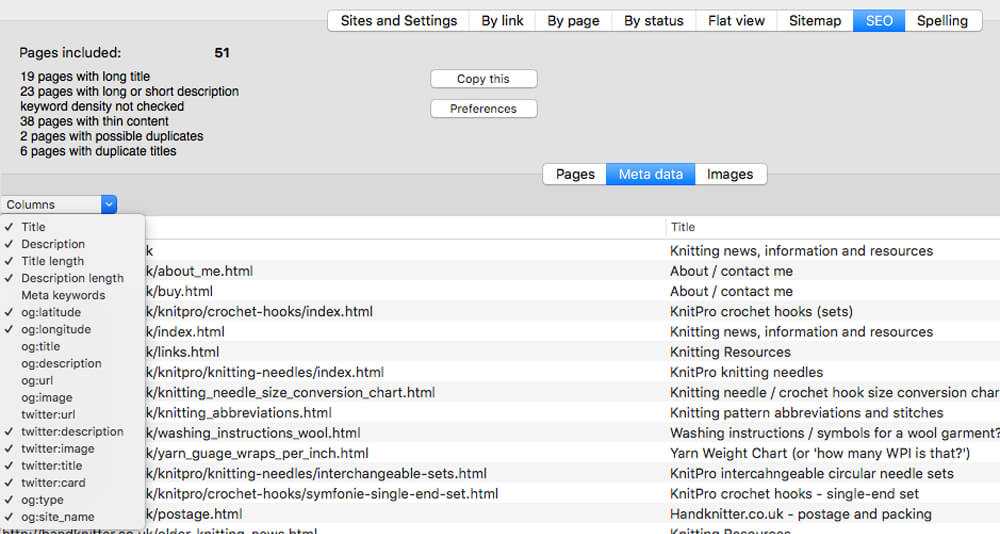 Sites and Settings By link By page By status Flat view Sitemap SEO Spelling
Pages included: 51
19 pages with long title
23 pages with long or short description
keyword density not checked
38 pages with thin content
2 pages with possible duplicates
6 pages with duplicate titles
Copy this
Preferences
Pages Meta data Images
Columns
Title
Description
Title length
Description length
Meta keywords
og:latitude
og:longitude
og:title
og:description
og:url
og:image
twitter:url
twitter:description
twitter:image
twitter:title
twitter:card
og:type
og:site_name
Title
k Knitting news, information and resources
k/about_me.html About / contact me
k/buy.html About / contact me
k/knitpro/crochet-hooks/index.html KnitPro crochet hooks (sets)
k/index.html Knitting news, information and resources
k/links.html Knitting Resources
k/knitpro/knitting-needles/index.html KnitPro knitting needles
k/knitting_needle_size_conversion_chart.html Knitting needle / crochet hook size conversion char
k/knitting_abbreviations.html Knitting pattern abbreviations and stitches
k/washing_instructions_wool.html Washing instructions / symbols for a wool garment?
k/yarn_guage_wraps_per_inch.html Yarn Weight Chart (or 'how many WPI is that?')
k/knitpro/knitting-needles/interchangeable-sets.html KnitPro intercahngeable circular needle sets
k/knitpro/crochet-hooks/symfonie-single-end-set.html KnitPro crochet hooks - single-end set
k/postage.html Handknitter.co.uk - postage and packing
http://handknitter.co.uk/older_knitting_news.html Knitting Resources